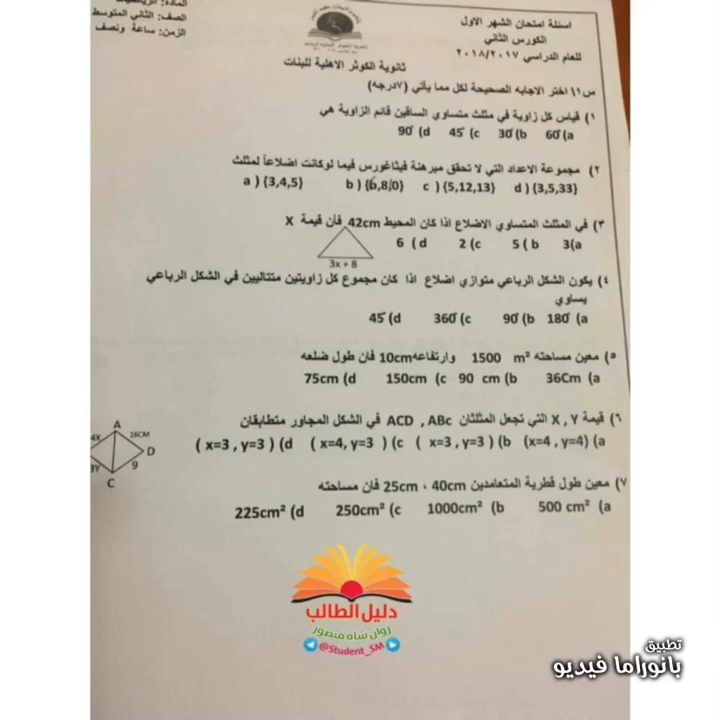 اسئلة امتحان الشهر الاول
الكورس الثاني
للعام الدراسي ٢٠١٨/٢٠١٧
المادة: الرياضيات
الصف: الثاني المتوسط
الزمن: ساعة ونصف
ثانوية الكوثر الاهلية للبنات
س١\ اختر الاجابه الصحيحة لكل مما يأتي (٧درجه)
١) قياس كل زاوية في مثلث متساوي الساقين قائم الزاوية هي
a) 60 b) 30 c) 45 d) 90
٢) مجموعة الاعداد التي لا تحقق مبرهنة فيثاغورس فيما لوكانت اضلاعاً لمثلث
a ) {3,4,5} b ) {6,8,10} c ) {5,12,13} d ) {3,5,33}
٣) في المثلث المتساوي الاضلاع اذا كان المحيط 42cm فأن قيمة X
a)3 b ) 5 c) 2 d ) 6
3x + 8
٤) يكون الشكل الرباعي متوازي اضلاع اذا كان مجموع كل زاويتين متتاليين في الشكل الرباعي
يساوي
a) 180 b) 90 c) 360 d) 45
٥) معين مساحته 1500 m² وارتفاعه 10cm فان طول ضلعه
a) 36Cm b) 90 cm c) 150cm d) 75cm
٦) قيمة X , Y التي تجعل المثلثان ACD , ABc في الشكل المجاور متطابقان
a) (x=4 , y=4) b) ( x=3 , y=3 ) c) ( x=4, y=3 ) d) ( x=3 , y=3 )
A
4X
16CM
D
3Y
9
C
٧) معين طول قطرية المتعامدين 40cm ، 25cm فان مساحته
a) 500 cm² b) 1000cm² c) 250cm² d) 225cm²
دليل الطالب
روان شاه منصور
@Student_SM
تطبيق
بانوراما فيديو